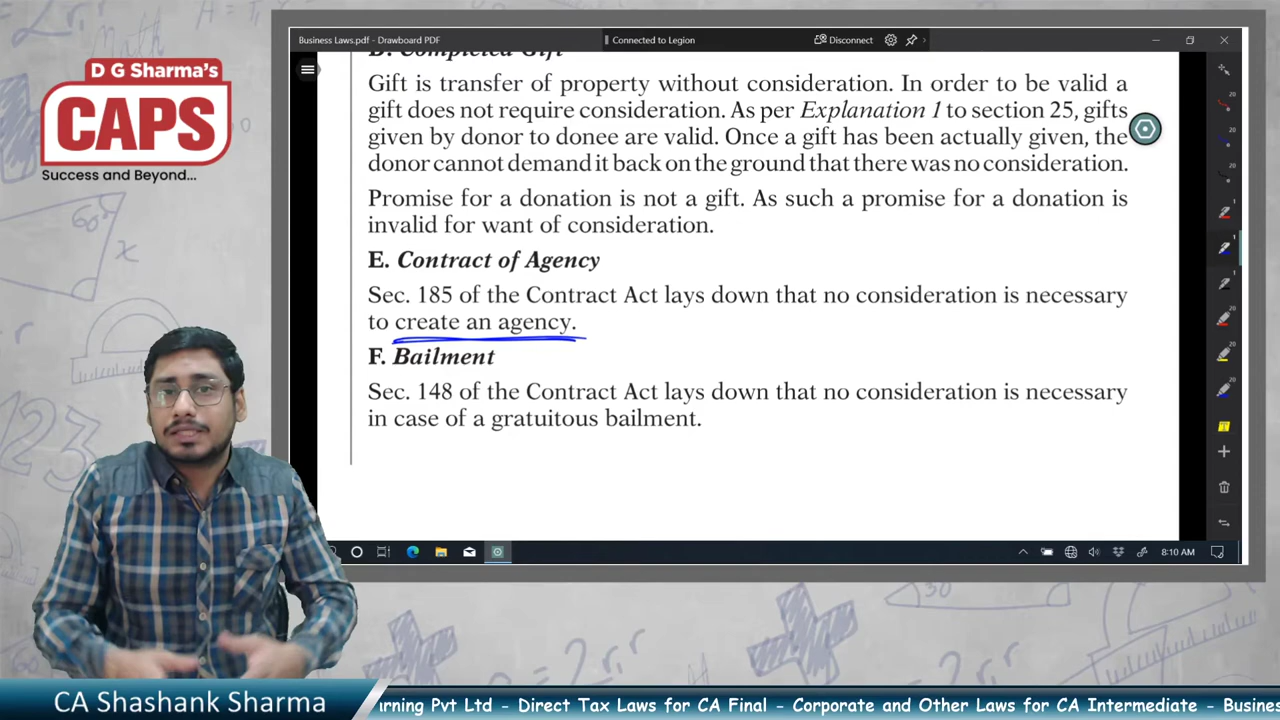 D G Sharma's
CAPS
Success and Beyond...
Business Laws.pdf - Drawboard PDF
Connected to Legion
Disconnect
D. Completed Gift
Gift is transfer of property without consideration. In order to be valid a
gift does not require consideration. As per Explanation 1 to section 25, gifts
given by donor to donee are valid. Once a gift has been actually given, the
donor cannot demand it back on the ground that there was no consideration.
Promise for a donation is not a gift. As such a promise for a donation is
invalid for want of consideration.
E. Contract of Agency
Sec. 185 of the Contract Act lays down that no consideration is necessary
to create an agency.
F. Bailment
Sec. 148 of the Contract Act lays down that no consideration is necessary
in case of a gratuitous bailment.
8:10 AM
CA Shashank Sharma
urning Pvt Ltd - Direct Tax Laws for CA Final - Corporate and Other Laws for CA Intermediate - Busines